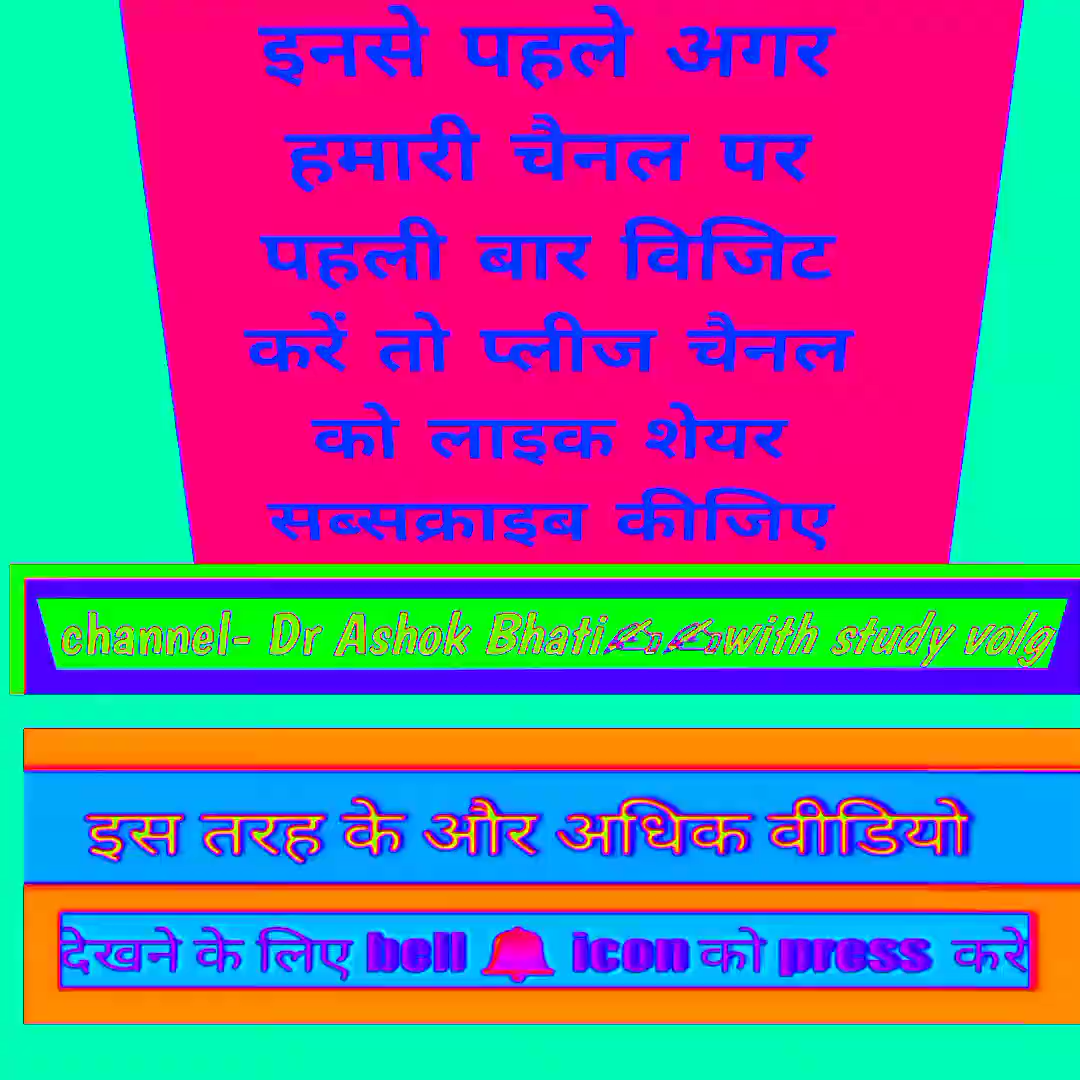 इनसे पहले अगर
हमारी चैनल पर
पहली बार विजिट
करें तो प्लीज चैनल
को लाइक शेयर
सब्सक्राइब कीजिए
channel- Dr Ashok Bhati✍️✍️with study volg
इस तरह के और अधिक वीडियो
देखने के लिए bell 🔔 icon को press करे